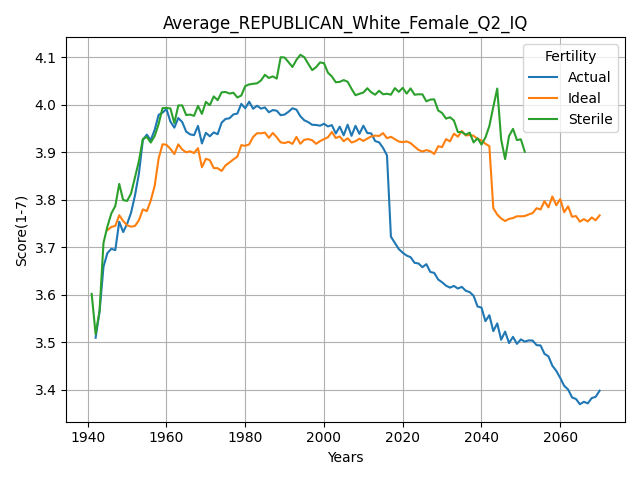 Average_REPUBLICAN_White_Female_Q2_IQ
Score(1-7)
4.1
4.0
3.9
3.8
3.7
3.6
3.5
3.4
Fertility
Actual
Ideal
Sterile
1940 1960 1980 2000 2020 2040 2060
Years